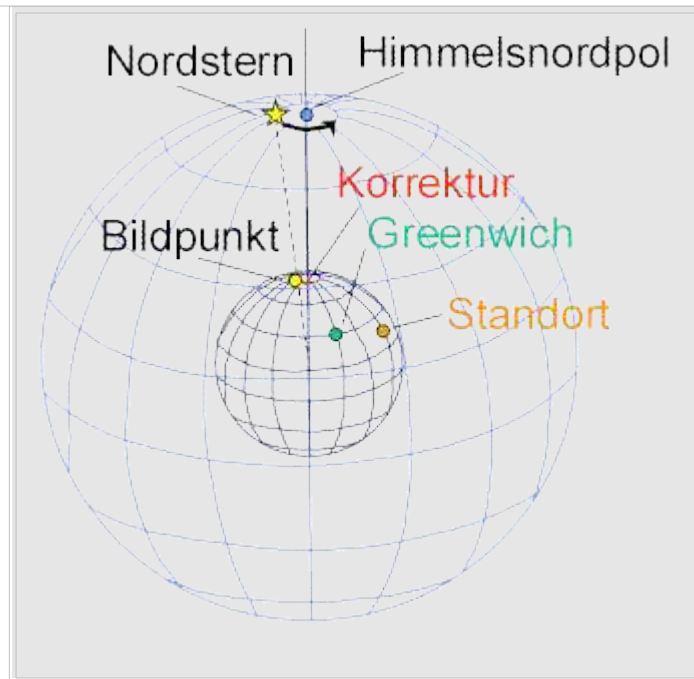 Nordstern
Himmelsnordpol
Korrektur
Bildpunkt
Greenwich
Standort